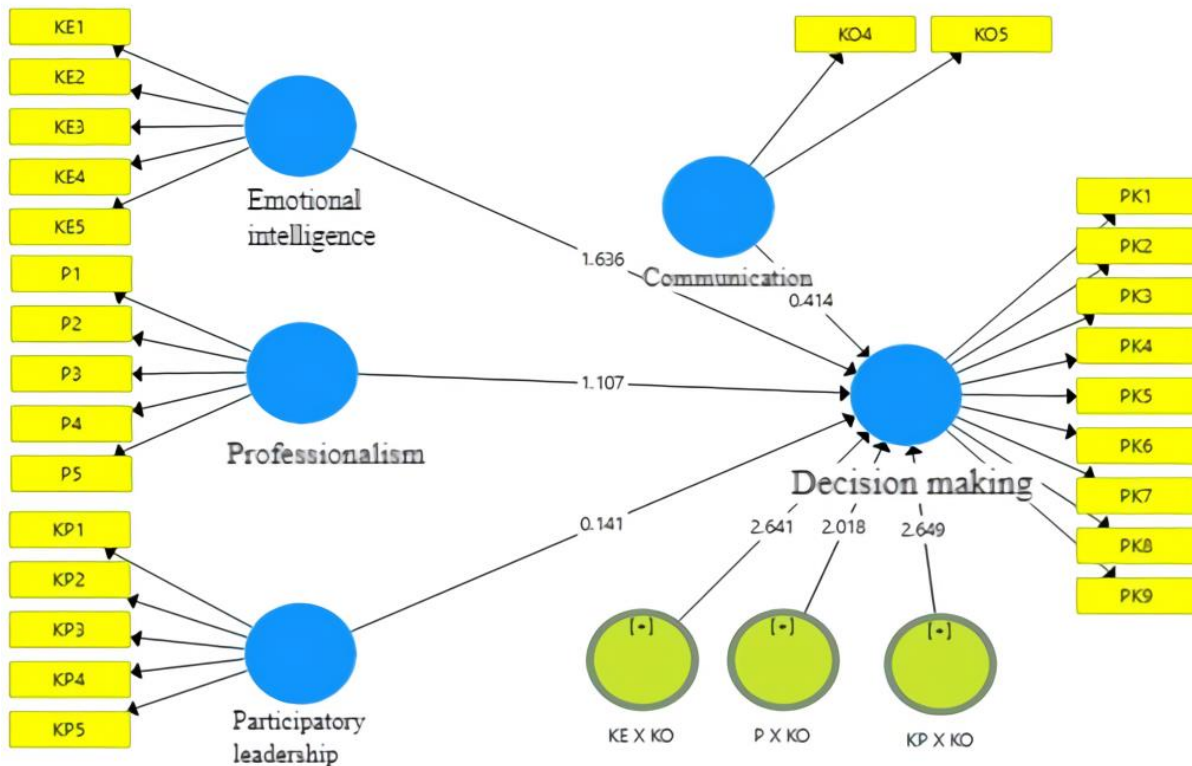 KE1
KE2
KE3
KE4
KE5
Emotional
intelligence
P1
P2
P3
P4
P5
Professionalism
KP1
KP2
KP3
KP4
KP5
Participatory
leadership
KO4
KO5
Communication
1.636
0.414
1.107
0.141
Decision making
PK1
PK2
PK3
PK4
PK5
PK6
PK7
PK8
PK9
2.641
2.018
2.649
[+]
[+]
[+]
KE X KO
P X KO
KP X KO